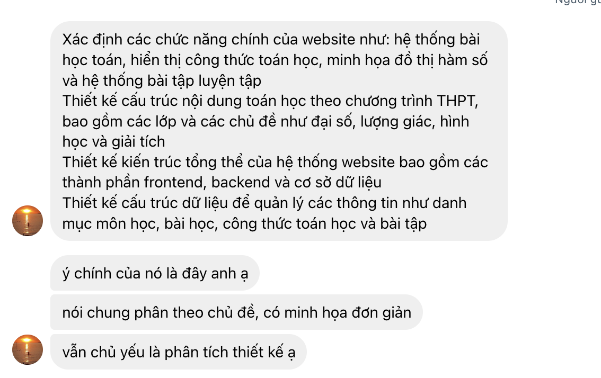 Xác định các chức năng chính của website như: hệ thống bài
học toán, hiển thị công thức toán học, minh họa đồ thị hàm số
và hệ thống bài tập luyện tập
Thiết kế cấu trúc nội dung toán học theo chương trình THPT,
bao gồm các lớp và các chủ đề như đại số, lượng giác, hình
học và giải tích
Thiết kế kiến trúc tổng thể của hệ thống website bao gồm các
thành phần frontend, backend và cơ sở dữ liệu
Thiết kế cấu trúc dữ liệu để quản lý các thông tin như danh
mục môn học, bài học, công thức toán học và bài tập
ý chính của nó là đây anh ạ
nói chung phân theo chủ đề, có minh họa đơn giản
vẫn chủ yếu là phân tích thiết kế ạ